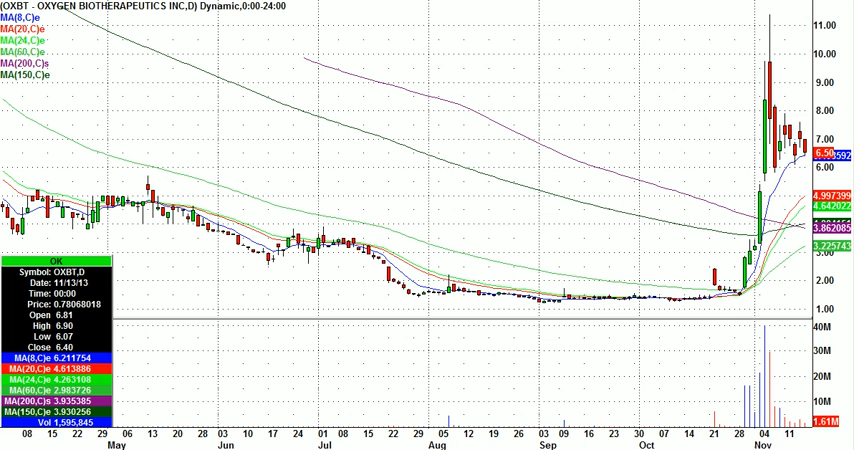 (OXBT - OXYGEN BIOTHERAPEUTICS INC,D) Dynamic,0:00-24:00
MA(8,C)e
MA(20,C)e
MA(24,C)e
MA(60,C)e
MA(200,C)s
MA(150,C)e
11.00
10.00
9.00
8.00
7.00
6.50
6.00
4.997399
4.542022
3.862085
3.225743
2.00
1.00
OK
Symbol: OXBT,D
Date: 11/13/13
Time: 00:00
Price: 0.78068018
Open 6.81
High 6.90
Low 6.07
Close 6.40
MA(8,C)e 6.211754
MA(20,C)e 4.613886
MA(24,C)e 4.263108
MA(60,C)e 2.983726
MA(200,C)s 3.935385
MA(150,C)e 3.930256
Vol 1,595,845
40M
30M
20M
10M
1.61M
08 15 22 29 06 13 20 27 03 10 17 24 01 08 15 22 29 05 12 19 26 03 09 16 23 30 07 14 21 28 04 11
May Jun Jul Aug Sep Oct Nov